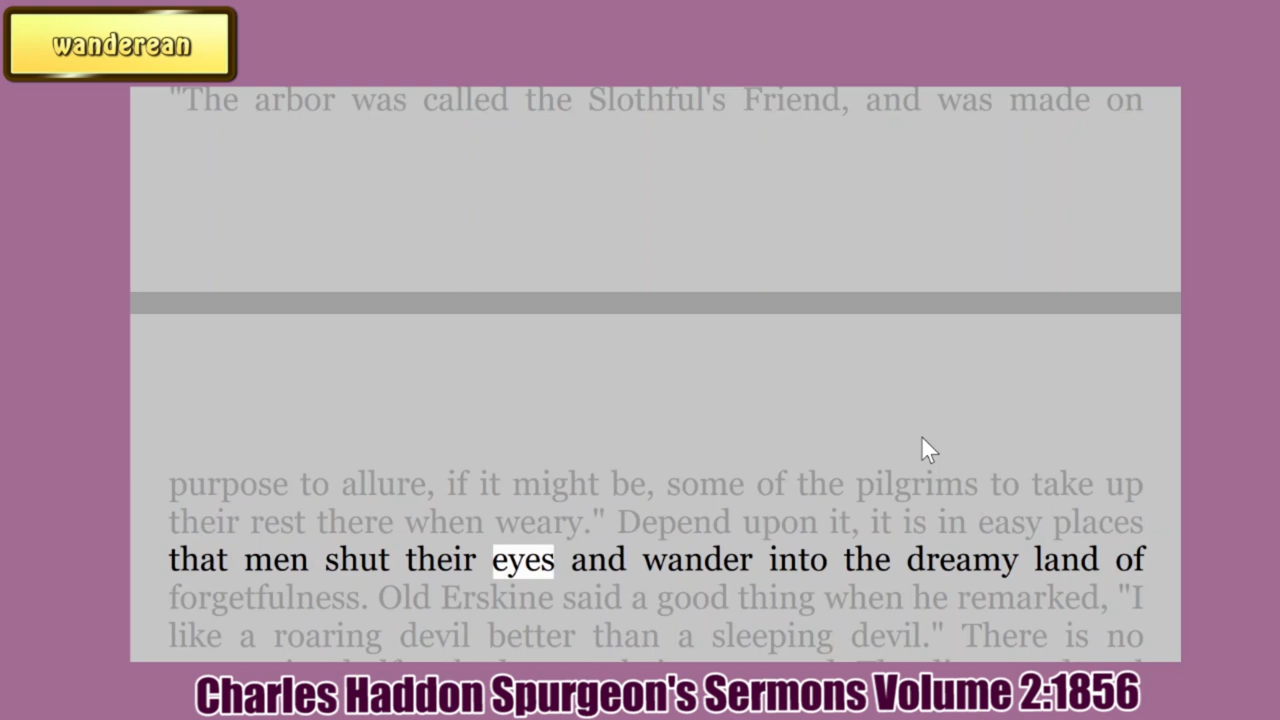 wanderean
"The arbor was called the Slothful's Friend, and was made on
purpose to allure, if it might be, some of the pilgrims to take up
their rest there when weary." Depend upon it, it is in easy places
that men shut their eyes and wander into the dreamy land of
forgetfulness. Old Erskine said a good thing when he remarked, "I
like a roaring devil better than a sleeping devil." There is no
Charles Haddon Spurgeon's Sermons Volume 2:1856